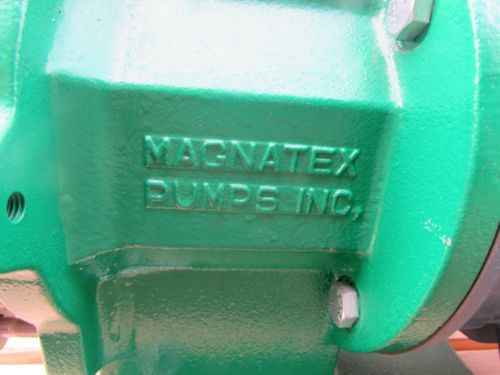 MAGNATEX
PUMPS INC,